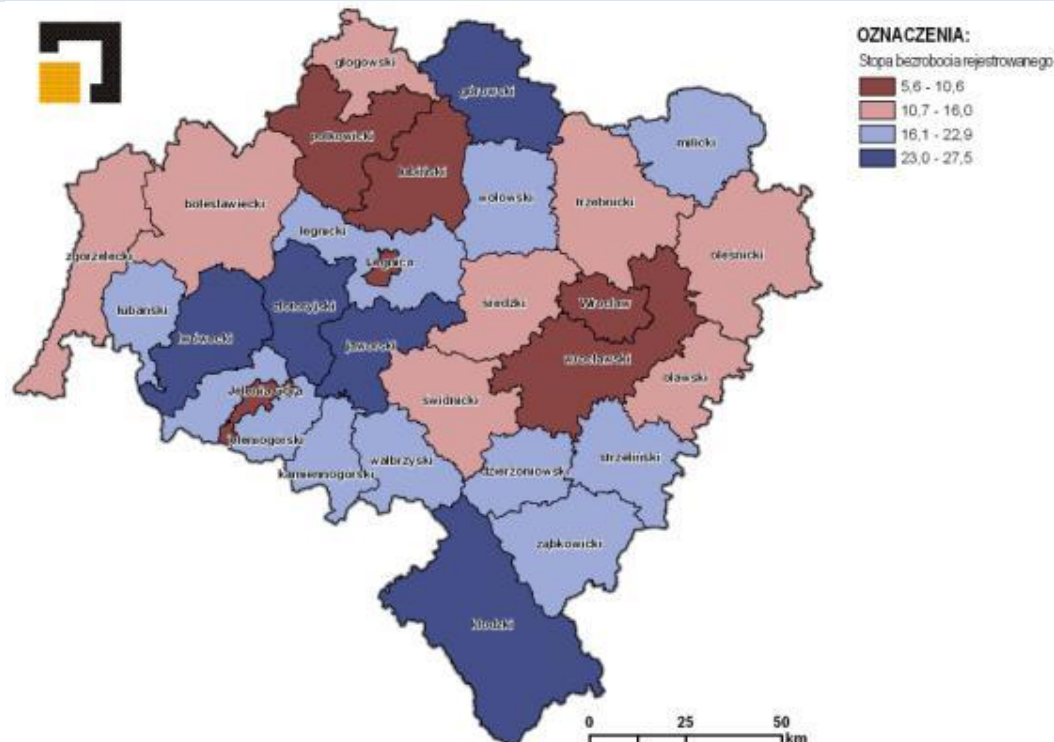 OZNACZENIA:
Stopa bezrobocia rejestrowanego
5,6 - 10,6
10,7 - 16,0
16,1 - 22,9
23,0 - 27,5
głogowski
górowski
polkowicki
lubiński
milicki
bolesławiecki
wołowski
trzebnicki
legnicki
Legnica
oleśnicki
zgorzelecki
lubański
złotoryjski
średzki
Wrocław
lwówecki
jaworski
wrocławski
oławski
Jelenia Góra
świdnicki
jeleniogorski
wałbrzyski
kamiennogorski
dzierżoniowski
strzeliński
ząbkowicki
kłodzki
0 25 50
km